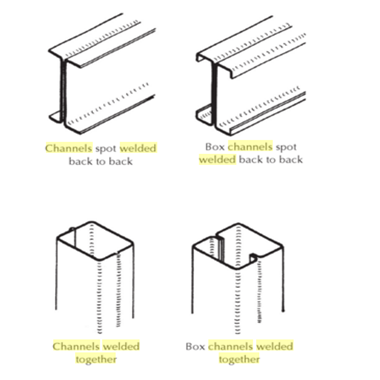 Channels spot welded
back to back
Box channels spot
welded back to back
Channels welded
together
Box channels welded
together